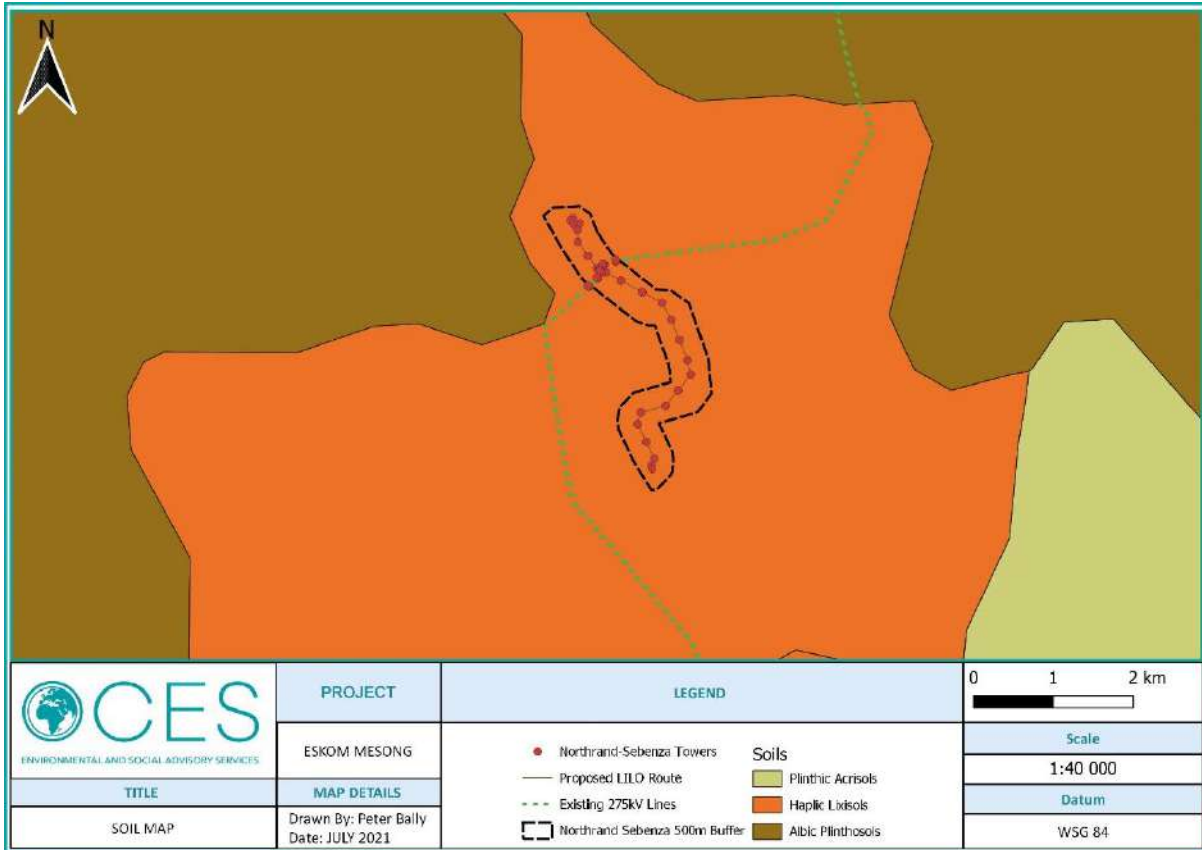 N
CES
ENVIRONMENTAL AND SOCIAL ADVISORY SERVICES
TITLE
SOIL MAP
PROJECT
ESKOM MESONG
MAP DETAILS
Drawn By: Peter Bally
Date: JULY 2021
LEGEND
Northrand-Sebenza Towers
Proposed LILO Route
Existing 275kV Lines
Northrand Sebenza 500m Buffer
Soils
Plinthic Acrisols
Haplic Lixisols
Albic Plinthosols
0 1 2 km
Scale
1:40 000
Datum
WSG 84